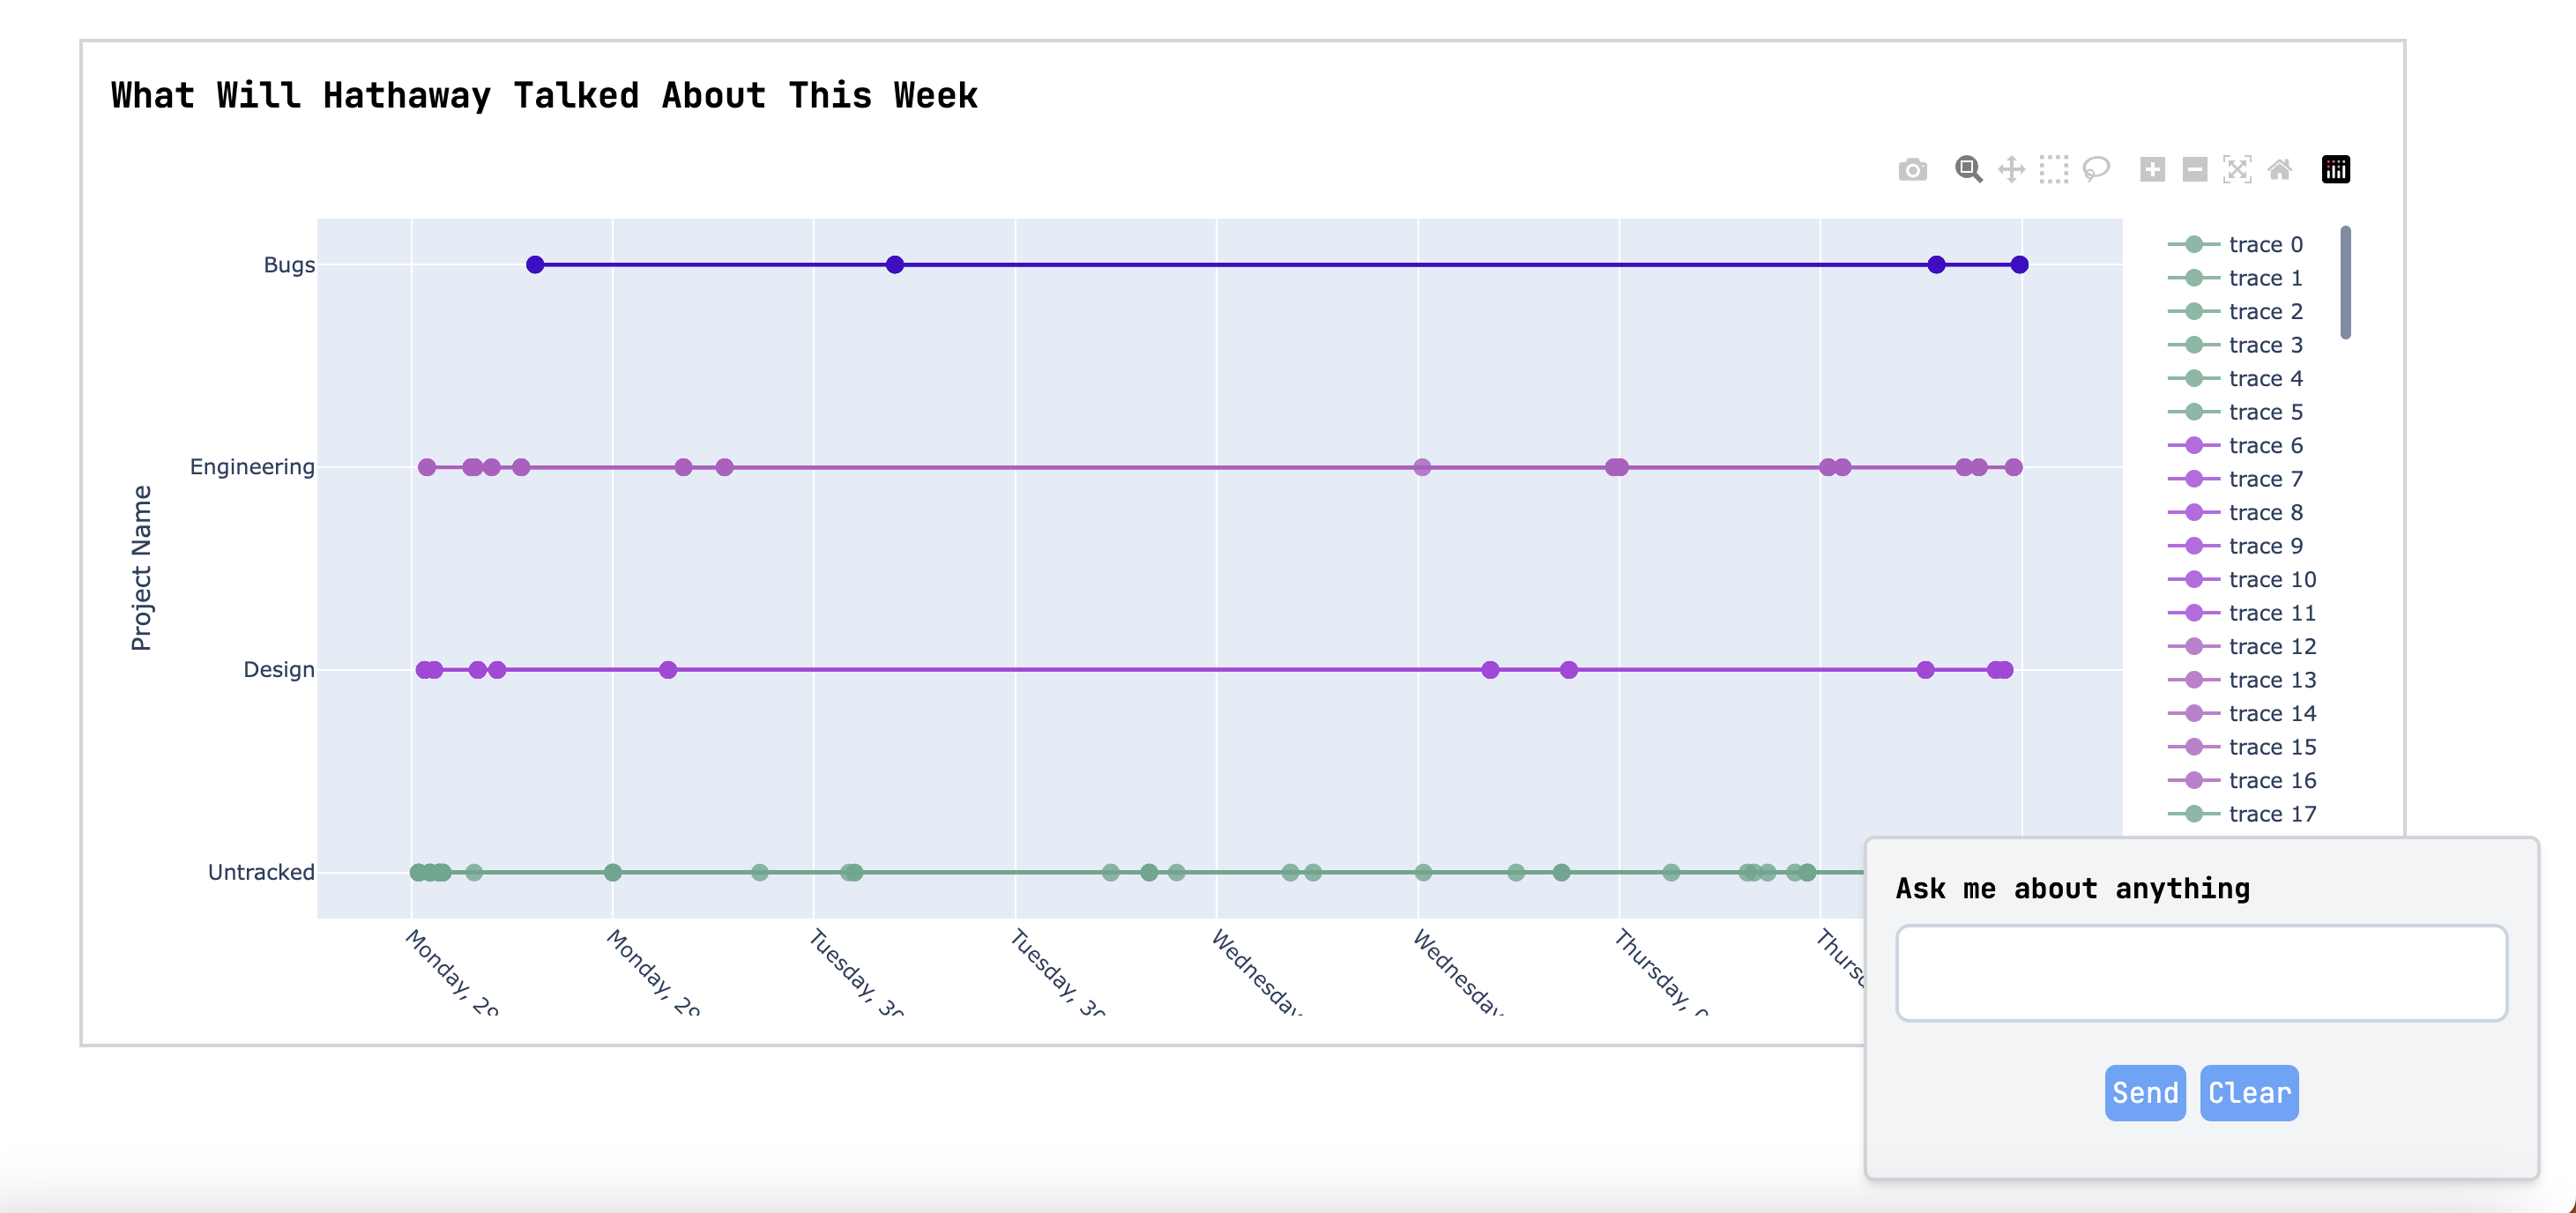 What Will Hathaway Talked About This Week
Bugs
Engineering
Design
Untracked
Project Name
Monday, 29
Monday, 29
Tuesday, 30
Tuesday, 30
Wednesday
Wednesday
Thursday,
trace 0
trace 1
trace 2
trace 3
trace 4
trace 5
trace 6
trace 7
trace 8
trace 9
trace 10
trace 11
trace 12
trace 13
trace 14
trace 15
trace 16
trace 17
Ask me about anything
Send Clear